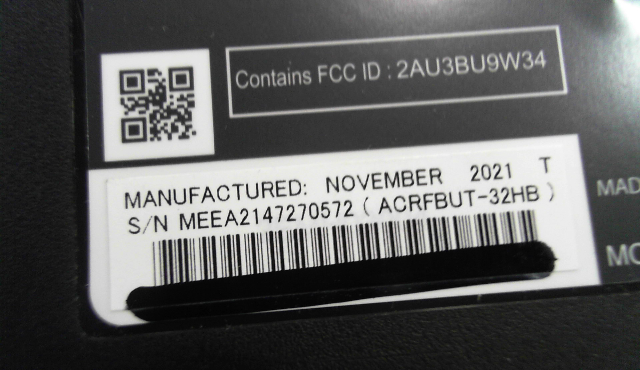 Contains FCC ID : 2AU3BU9W34
MANUFACTURED: NOVEMBER 2021 T
S/N MEEA2147270572 ( ACRFBUT-32HB )
MAD
MO